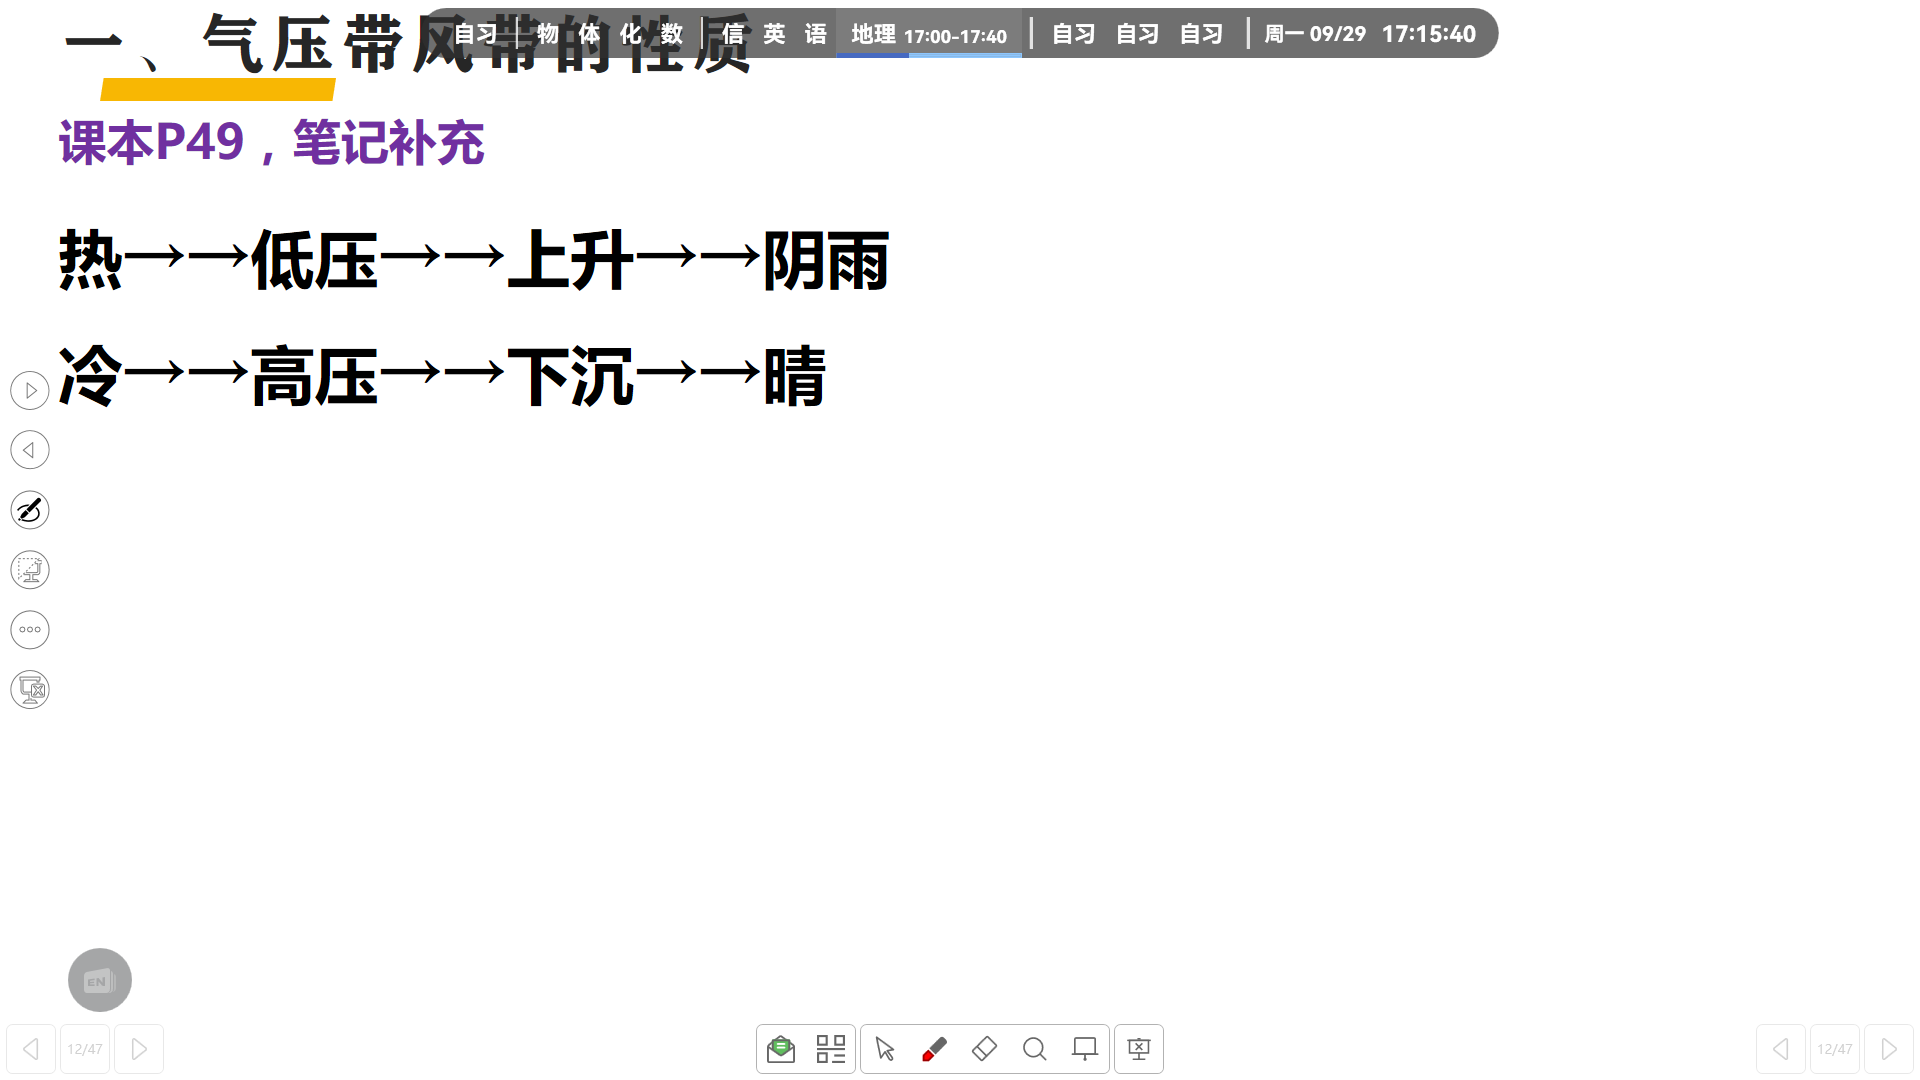 一、气压带风带的性质
自习 物 体 化 数 信 英 语 地理 17:00-17:40 自习 自习 自习 周一 09/29 17:15:40
课本P49，笔记补充
热→→低压→→上升→→阴雨
冷→→高压→→下沉→→晴
EN
12/47
12/47